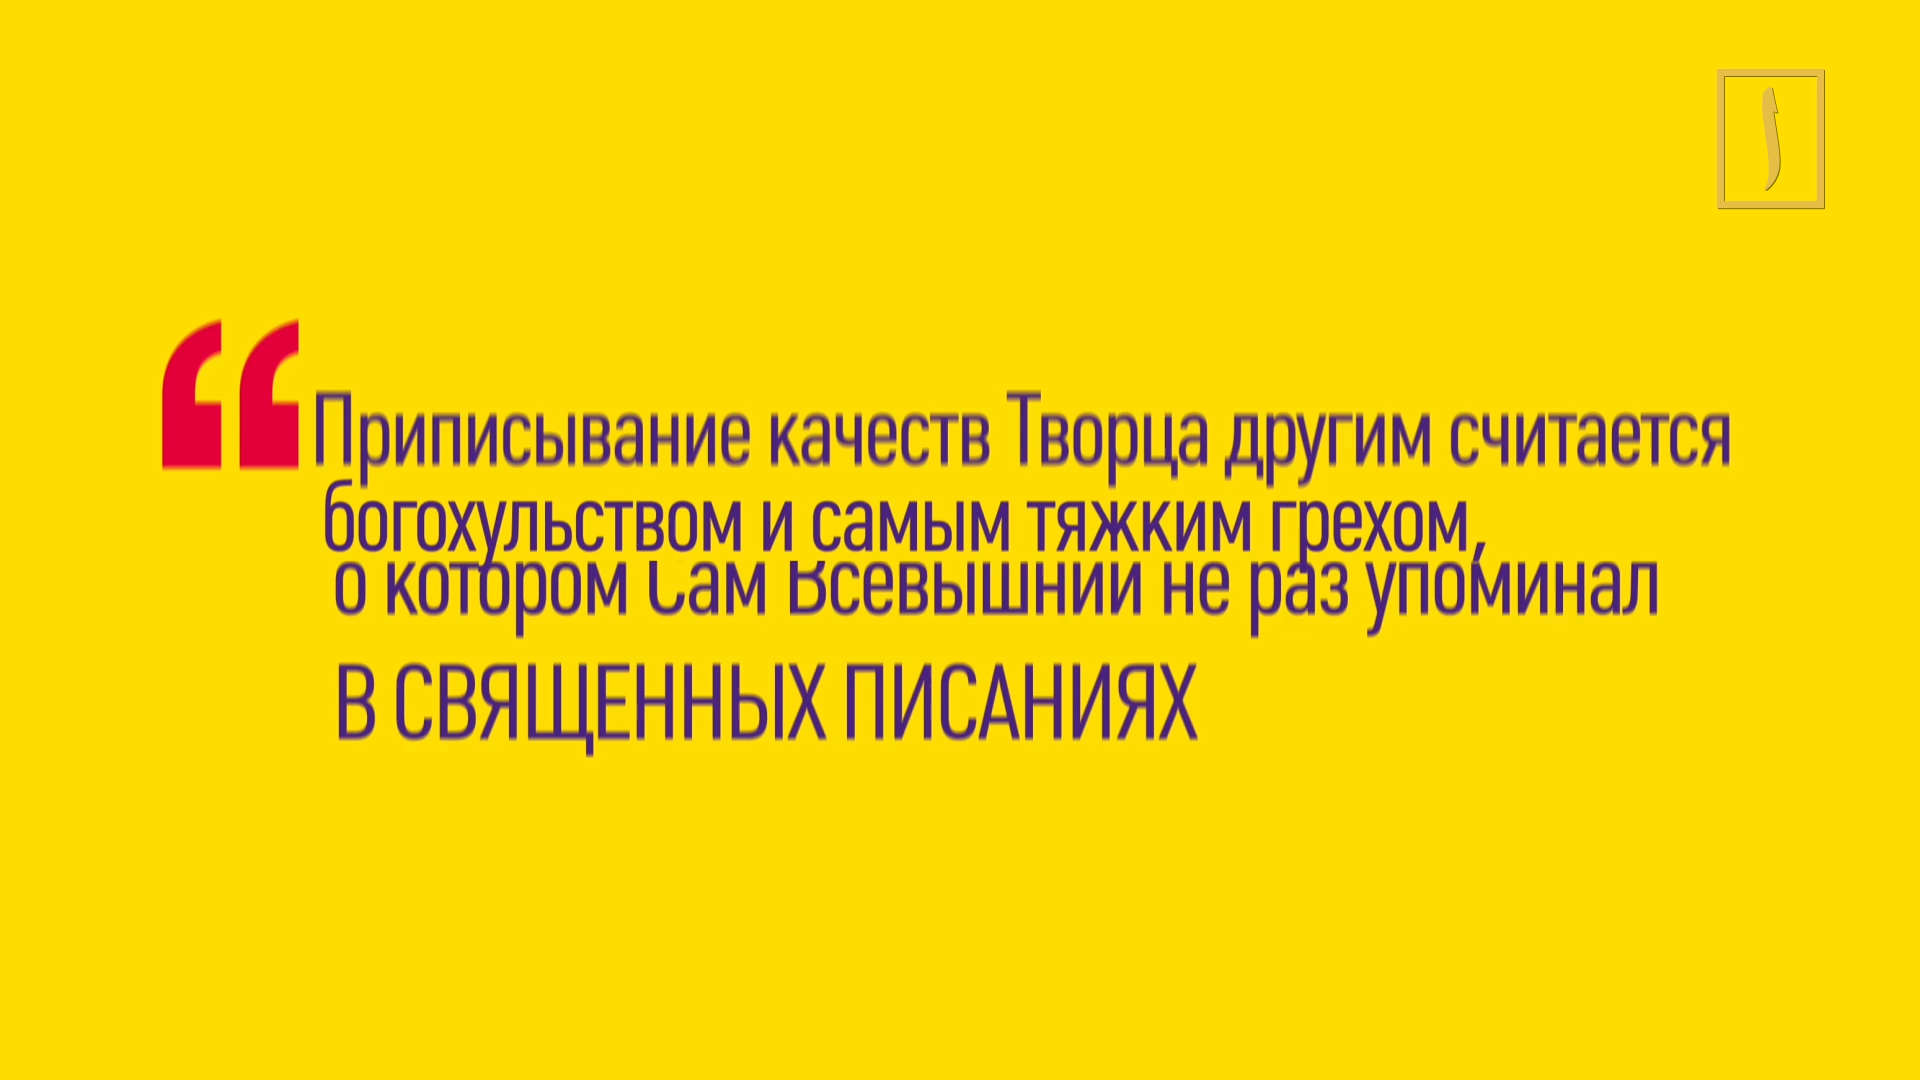 “Приписывание качеств Творца другим считается
богохульством и самым тяжким грехом,
о котором Сам Всевышний не раз упоминал
В СВЯЩЕННЫХ ПИСАНИЯХ